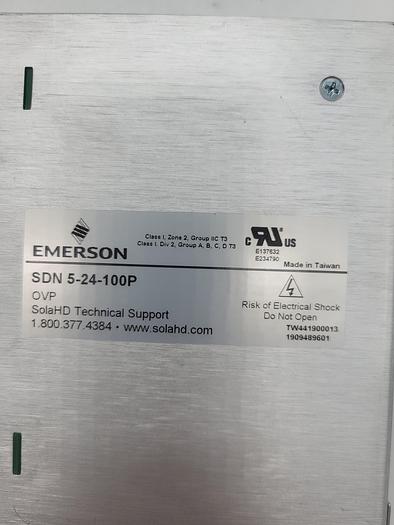 EMERSON
Class I, Zone 2, Group IIC T3
Class I, Div 2, Group A, B, C, D T3
c RU US
E137632
E234790
Made in Taiwan
SDN 5-24-100P
OVP
SolaHD Technical Support
1.800.377.4384 • www.solahd.com
Risk of Electrical Shock
Do Not Open
TW441900013
1909489601